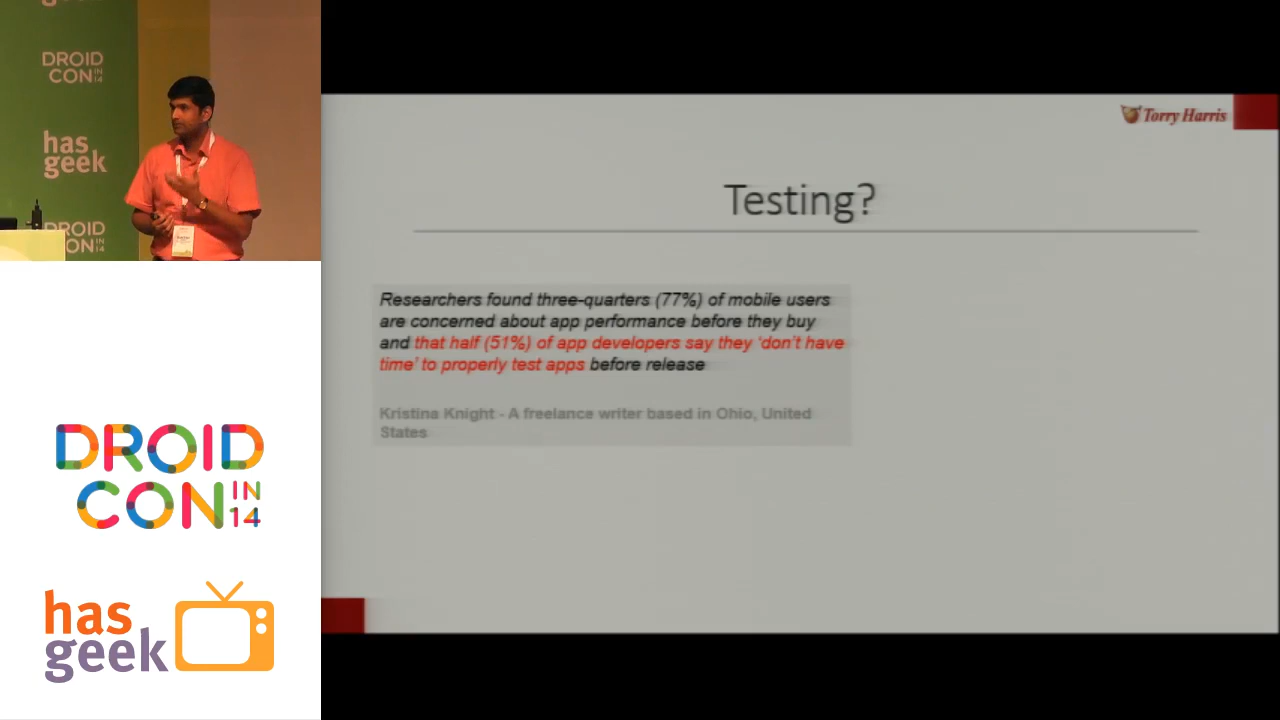 DROID
CON IN 14
has
geek
DROID
CON IN 14
DROID
CON IN 14
has
geek
Torry Harris
Testing?
Researchers found three-quarters (77%) of mobile users
are concerned about app performance before they buy
and that half (51%) of app developers say they ‘don’t have
time’ to properly test apps before release
Kristina Knight - A freelance writer based in Ohio, United
States